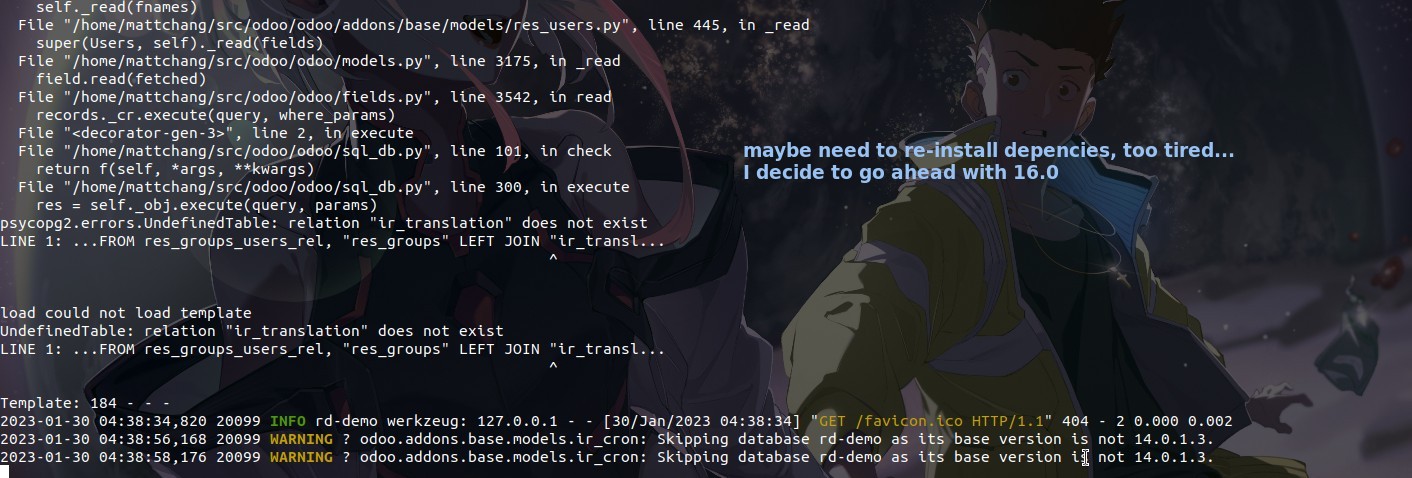 self._read(fnames)
File "/home/mattchang/src/odoo/odoo/addons/base/models/res_users.py", line 445, in _read
super(Users, self)._read(fields)
File "/home/mattchang/src/odoo/odoo/models.py", line 3175, in _read
field.read(fetched)
File "/home/mattchang/src/odoo/odoo/fields.py", line 3542, in read
records._cr.execute(query, where_params)
File "<decorator-gen-3>", line 2, in execute
File "/home/mattchang/src/odoo/odoo/sql_db.py", line 101, in check
return f(self, *args, **kwargs)
File "/home/mattchang/src/odoo/odoo/sql_db.py", line 300, in execute
res = self._obj.execute(query, params)
psycopg2.errors.UndefinedTable: relation "ir_translation" does not exist
LINE 1: ...FROM res_groups_users_rel, "res_groups" LEFT JOIN "ir_transl...
^
maybe need to re-install depencies, too tired...
I decide to go ahead with 16.0
load could not load template
UndefinedTable: relation "ir_translation" does not exist
LINE 1: ...FROM res_groups_users_rel, "res_groups" LEFT JOIN "ir_transl...
^
Template: 184 - - -
2023-01-30 04:38:34,820 20099 INFO rd-demo werkzeug: 127.0.0.1 - - [30/Jan/2023 04:38:34] "GET /favicon.ico HTTP/1.1" 404 - 2 0.000 0.002
2023-01-30 04:38:56,168 20099 WARNING ? odoo.addons.base.models.ir_cron: Skipping database rd-demo as its base version is not 14.0.1.3.
2023-01-30 04:38:58,176 20099 WARNING ? odoo.addons.base.models.ir_cron: Skipping database rd-demo as its base version is not 14.0.1.3.